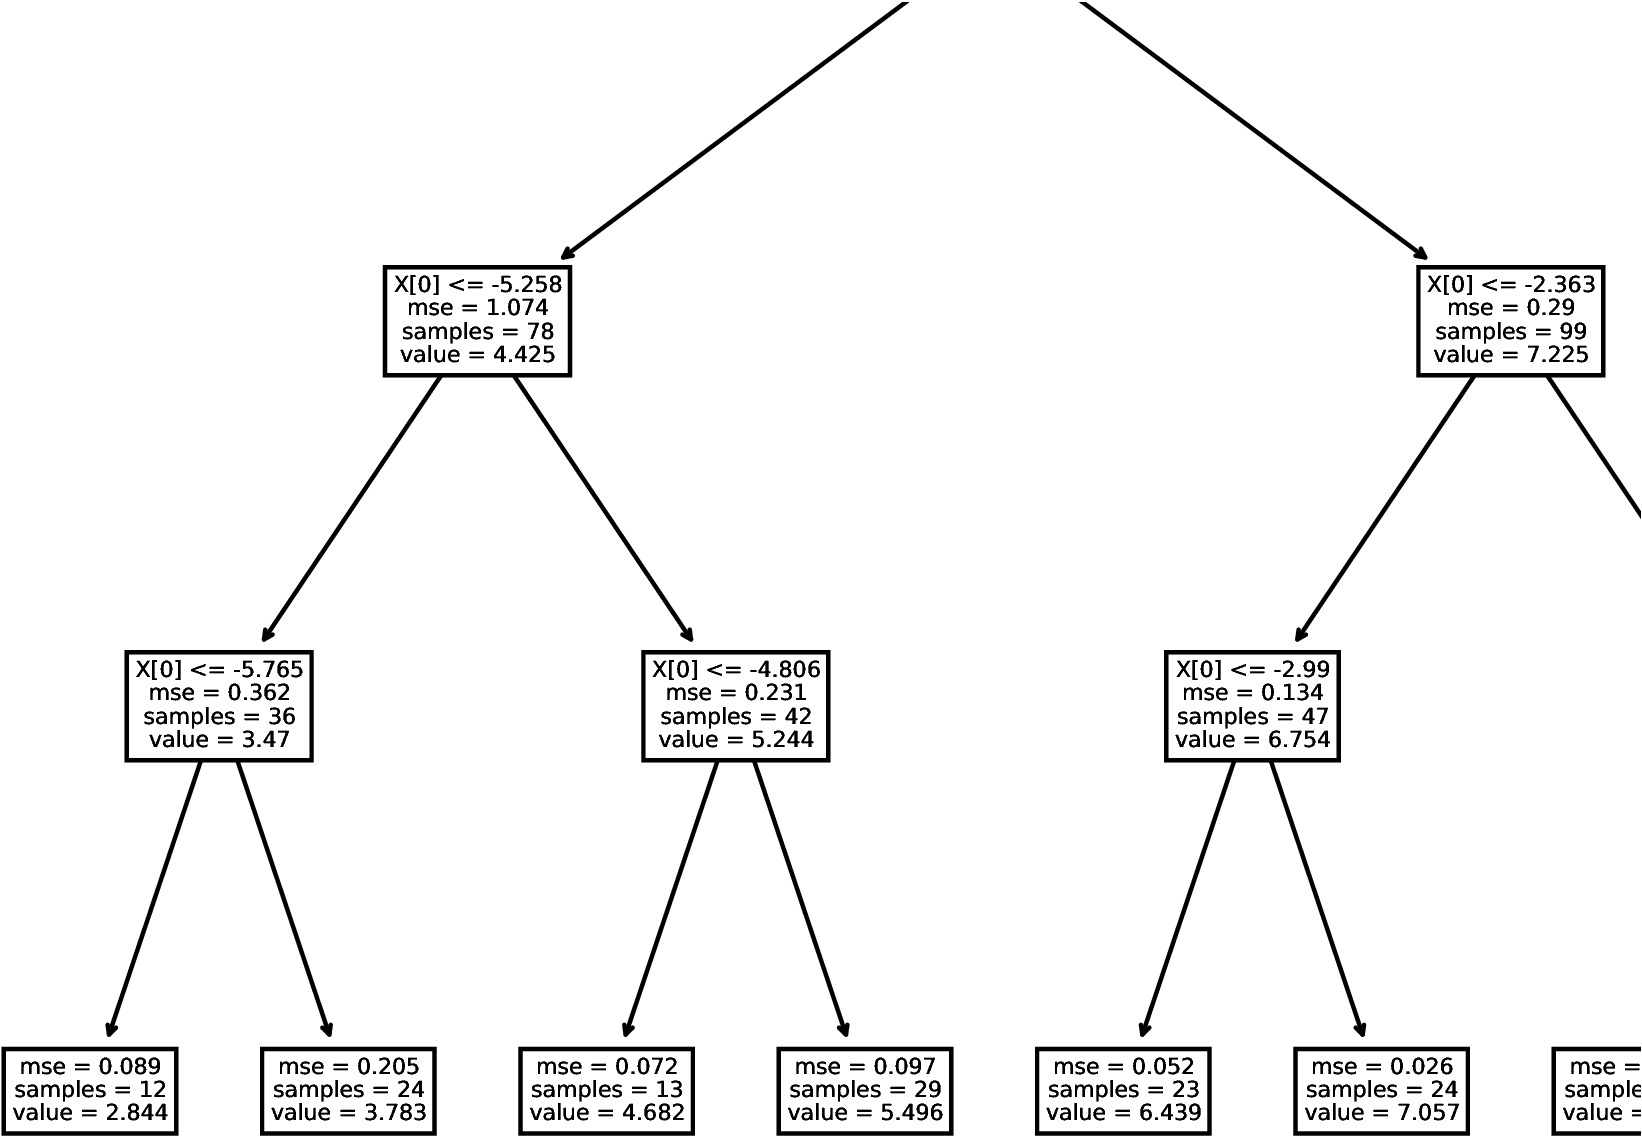 X[0] <= -5.258
mse = 1.074
samples = 78
value = 4.425
X[0] <= -2.363
mse = 0.29
samples = 99
value = 7.225
X[0] <= -5.765
mse = 0.362
samples = 36
value = 3.47
X[0] <= -4.806
mse = 0.231
samples = 42
value = 5.244
X[0] <= -2.99
mse = 0.134
samples = 47
value = 6.754
mse = 0.089
samples = 12
value = 2.844
mse = 0.205
samples = 24
value = 3.783
mse = 0.072
samples = 13
value = 4.682
mse = 0.097
samples = 29
value = 5.496
mse = 0.052
samples = 23
value = 6.439
mse = 0.026
samples = 24
value = 7.057
mse =
value =